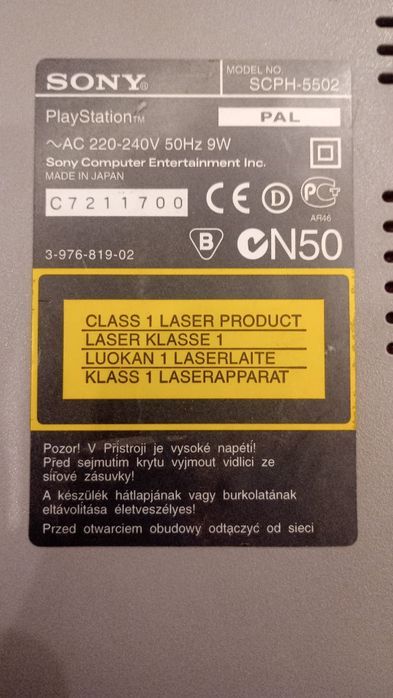 SONY®
MODEL NO.
SCPH-5502
PlayStation™
PAL
~AC 220-240V 50Hz 9W
Sony Computer Entertainment Inc.
MADE IN JAPAN
C7211700
CE D PC
AR46
3-976-819-02
B N50
CLASS 1 LASER PRODUCT
LASER KLASSE 1
LUOKAN 1 LASERLAITE
KLASS 1 LASERAPPARAT
Pozor! V Přístroji je vysoké napětí!
Před sejmutím krytu vyjmout vidlici ze
síťové zásuvky!
A készülék hátlapjának vagy burkolatának
eltávolítása életveszélyes!
Przed otwarciem obudowy odłączyć od sieci